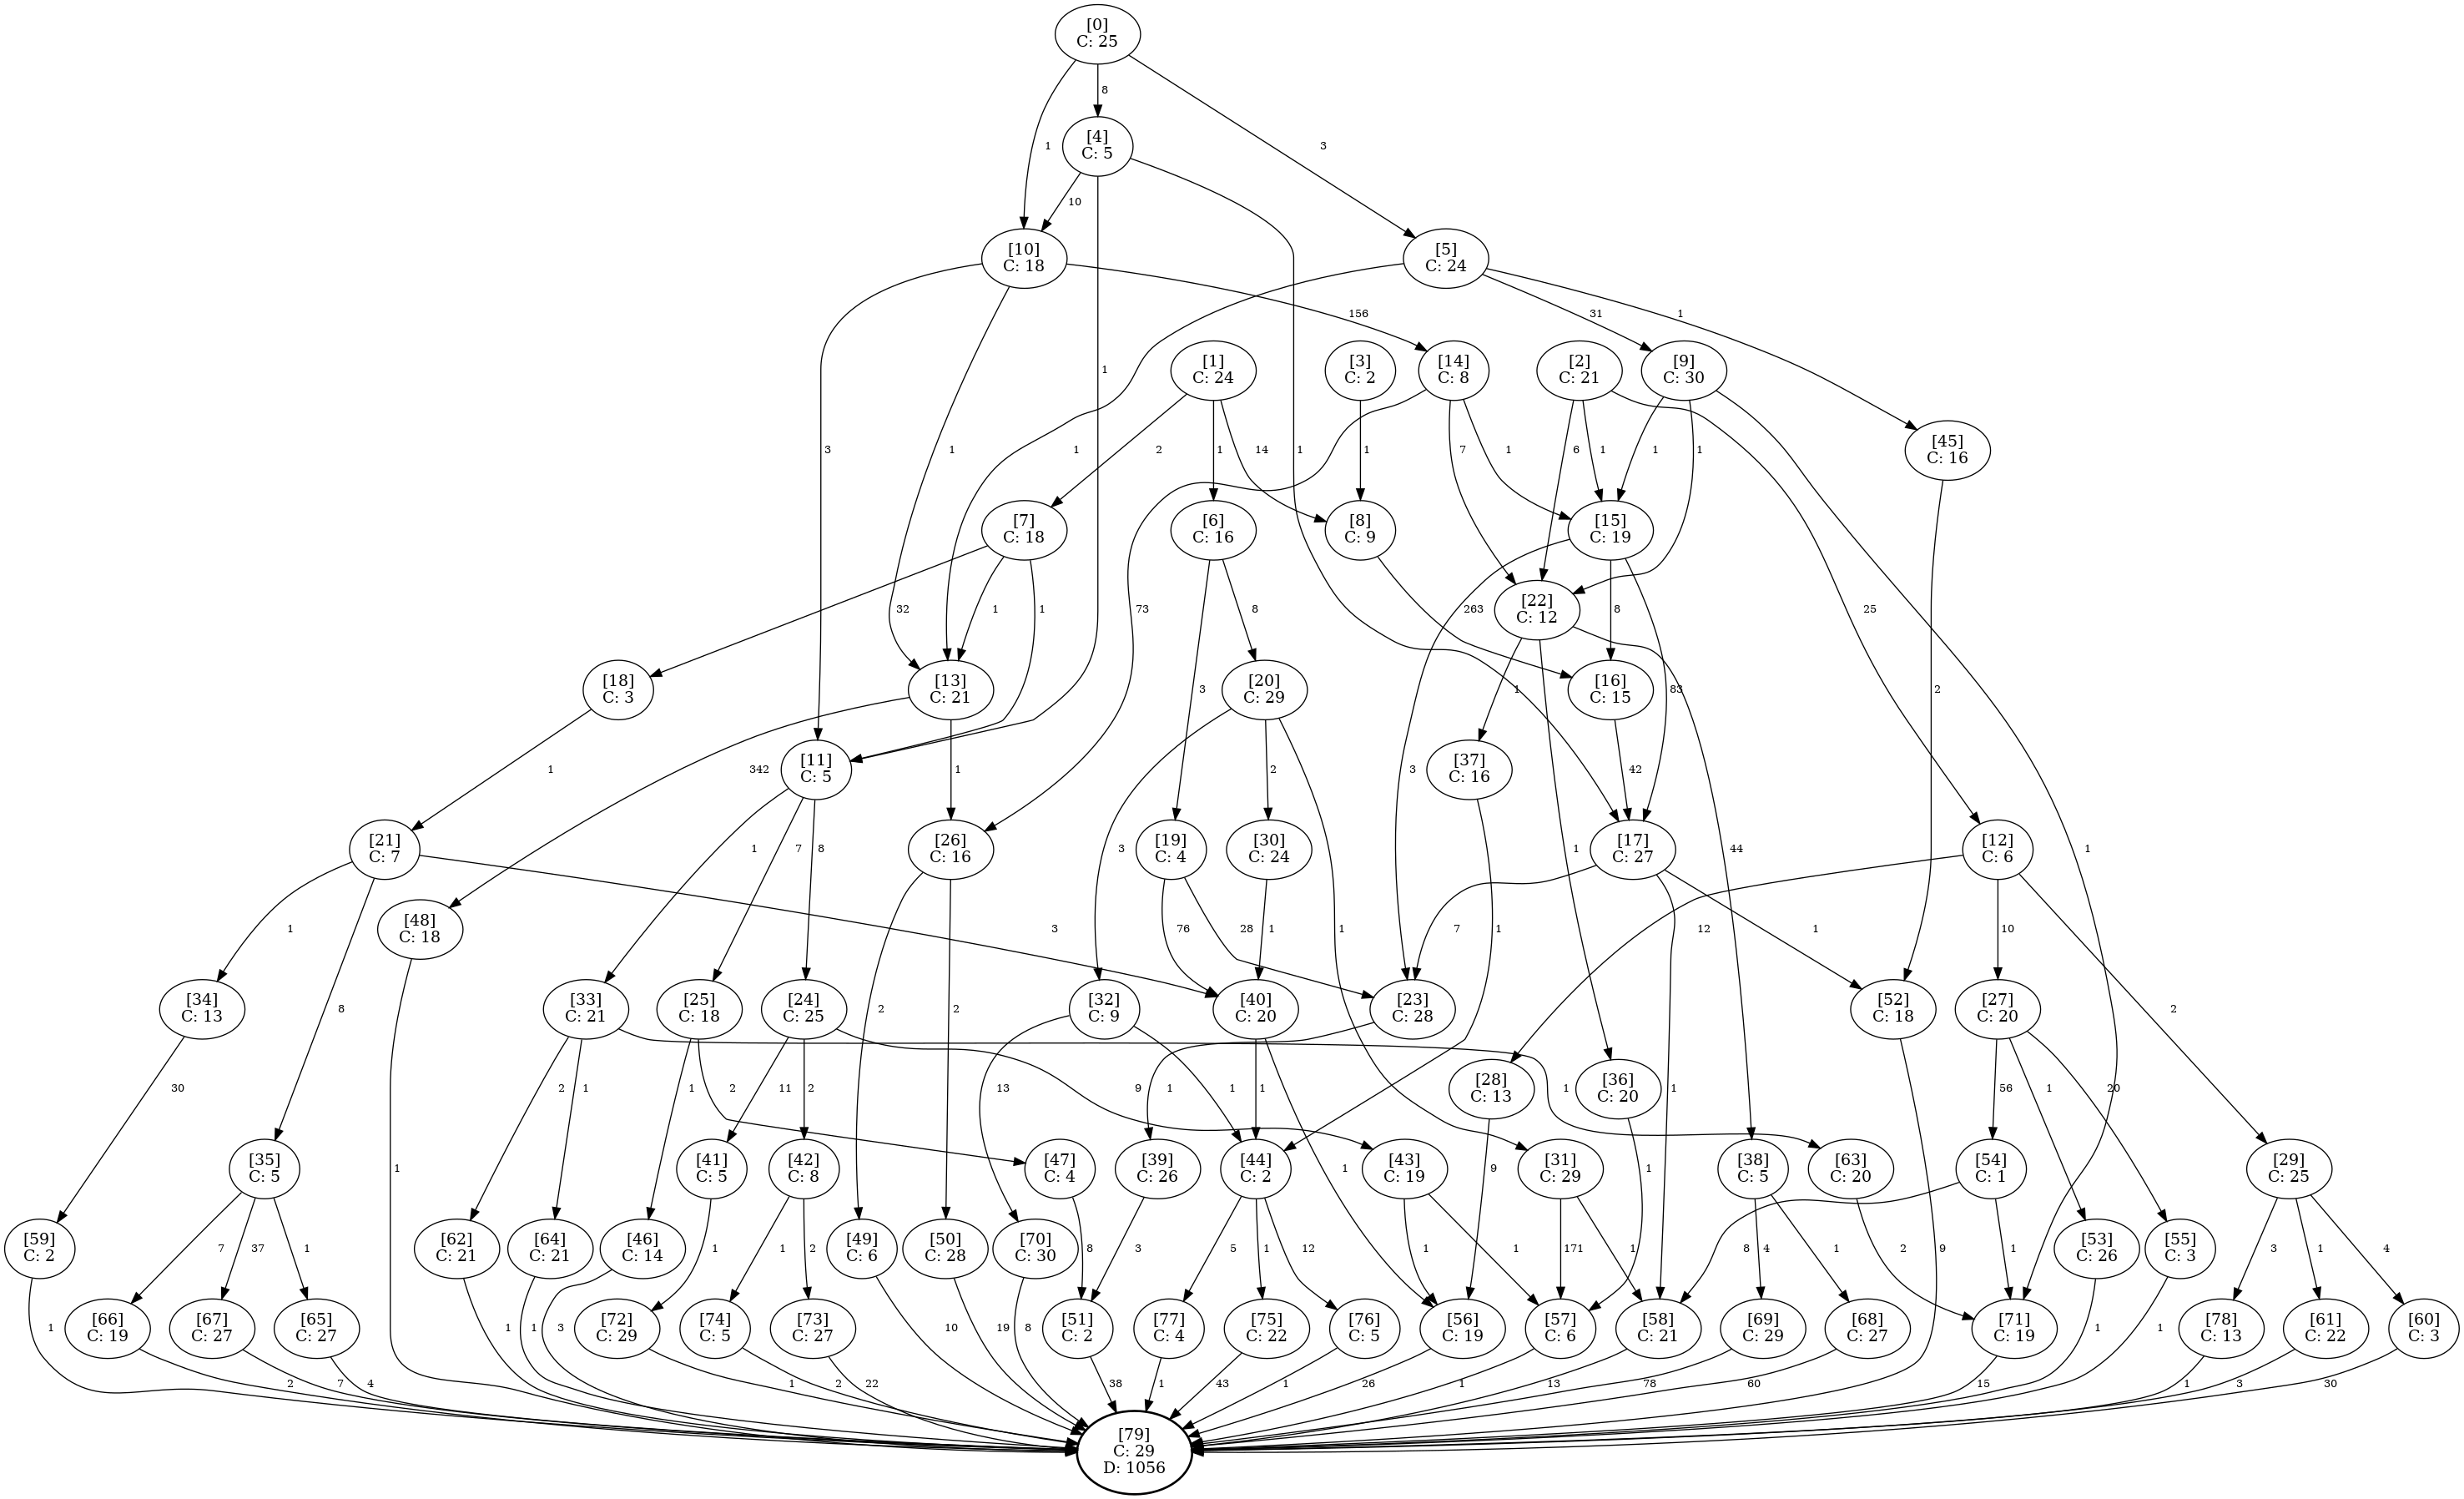 [0]
C: 25
1
8
3
[4]
C: 5
10
1
1
[10]
C: 18
[5]
C: 24
3
1
156
1
31
1
[1]
C: 24
[3]
C: 2
[14]
C: 8
[2]
C: 21
[9]
C: 30
[45]
C: 16
2
1
14
1
73
7
1
6
1
25
1
1
1
2
[7]
C: 18
[6]
C: 16
[8]
C: 9
[15]
C: 19
32
1
1
3
8
263
8
83
[22]
C: 12
1
1
44
[18]
C: 3
[13]
C: 21
[20]
C: 29
[16]
C: 15
1
342
1
3
2
1
3
42
[11]
C: 5
[37]
C: 16
1
7
8
1
[21]
C: 7
[26]
C: 16
[19]
C: 4
[30]
C: 24
[17]
C: 27
[12]
C: 6
1
8
3
2
2
76
28
1
7
1
1
12
10
2
[48]
C: 18
1
[34]
C: 13
[33]
C: 21
[25]
C: 18
[24]
C: 25
[32]
C: 9
[40]
C: 20
[23]
C: 28
[52]
C: 18
[27]
C: 20
30
2
1
1
1
2
11
2
9
13
1
1
1
1
9
56
1
20
[28]
C: 13
[36]
C: 20
9
1
[35]
C: 5
[41]
C: 5
[42]
C: 8
[47]
C: 4
[39]
C: 26
[44]
C: 2
[43]
C: 19
[31]
C: 29
[38]
C: 5
[63]
C: 20
[54]
C: 1
[29]
C: 25
7
37
1
1
1
2
8
3
5
1
12
1
1
171
1
4
1
2
8
1
3
1
4
[59]
C: 2
[62]
C: 21
[64]
C: 21
[46]
C: 14
[49]
C: 6
[50]
C: 28
[70]
C: 30
[53]
C: 26
[55]
C: 3
1
1
1
3
10
19
8
1
1
[66]
C: 19
[67]
C: 27
[65]
C: 27
[72]
C: 29
[74]
C: 5
[73]
C: 27
[51]
C: 2
[77]
C: 4
[75]
C: 22
[76]
C: 5
[56]
C: 19
[57]
C: 6
[58]
C: 21
[69]
C: 29
[68]
C: 27
[71]
C: 19
[78]
C: 13
[61]
C: 22
[60]
C: 3
2
7
4
1
2
22
38
1
43
1
26
1
13
78
60
15
1
3
30
[79]
C: 29
D: 1056